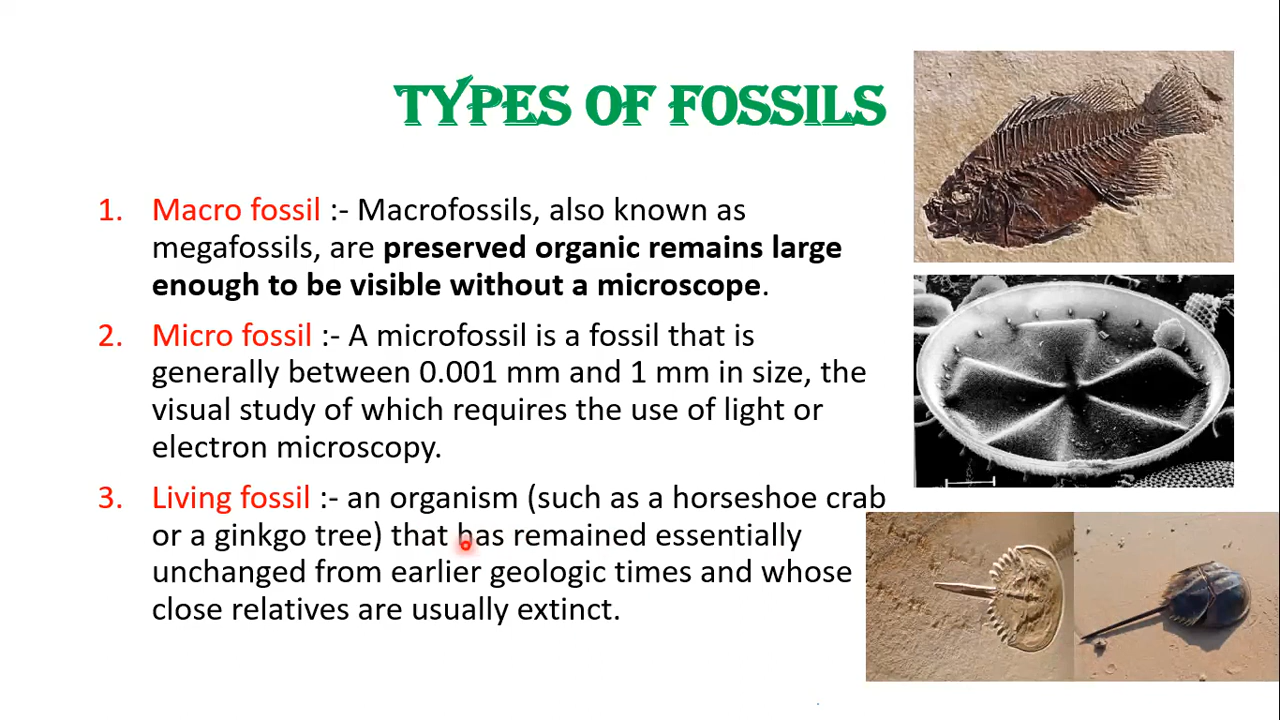 TYPES OF FOSSILS
1. Macro fossil :- Macrofossils, also known as
megafossils, are preserved organic remains large
enough to be visible without a microscope.
2. Micro fossil :- A microfossil is a fossil that is
generally between 0.001 mm and 1 mm in size, the
visual study of which requires the use of light or
electron microscopy.
3. Living fossil :- an organism (such as a horseshoe crab
or a ginkgo tree) that has remained essentially
unchanged from earlier geologic times and whose
close relatives are usually extinct.